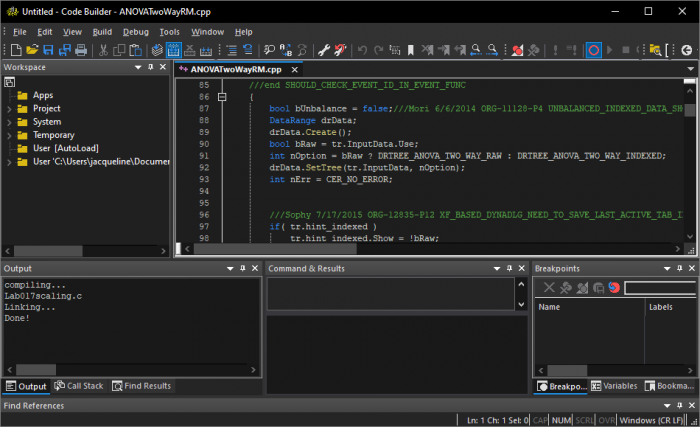 Untitled - Code Builder - ANOVATwoWayRM.cpp
File Edit View Build Debug Tools Window Help
Workspace
ANOVATwoWayRM.cpp
Apps
Project
System
Temporary
User [AutoLoad]
User 'C:\Users\jacqueline\Docume
85 ///end SHOULD_CHECK_EVENT_ID_IN_EVENT_FUNC
86 {
87 bool bUnbalance = false;///Mori 6/6/2014 ORG-11128-P4 UNBALANCED_INDEXED_DATA_SH
88 DataRange drData;
89 drData.Create();
90 bool bRaw = tr.InputData.Use;
91 int nOption = bRaw ? DRTREE_ANOVA_TWO_WAY_RAW : DRTREE_ANOVA_TWO_WAY_INDEXED;
92 drData.SetTree(tr.InputData, nOption);
93 int nErr = CER_NO_ERROR;
94
95
96 ///Sophy 7/17/2015 ORG-12835-P12 XF_BASED_DYNADLG_NEED_TO_SAVE_LAST_ACTIVE_TAB_I
97 if( tr.hint_indexed )
98 tr.hint_indexed.Show = !bRaw;
Output
compiling...
Lab017scaling.c
Linking...
Done!
Output Call Stack Find Results
Command & Results
Breakpoints
Name Labels
Breakpo... Variables Bookma...
Find References
Ln: 1 Ch: 1 Sel: 0 CAP NUM SCRL OVR Windows (CR LF)